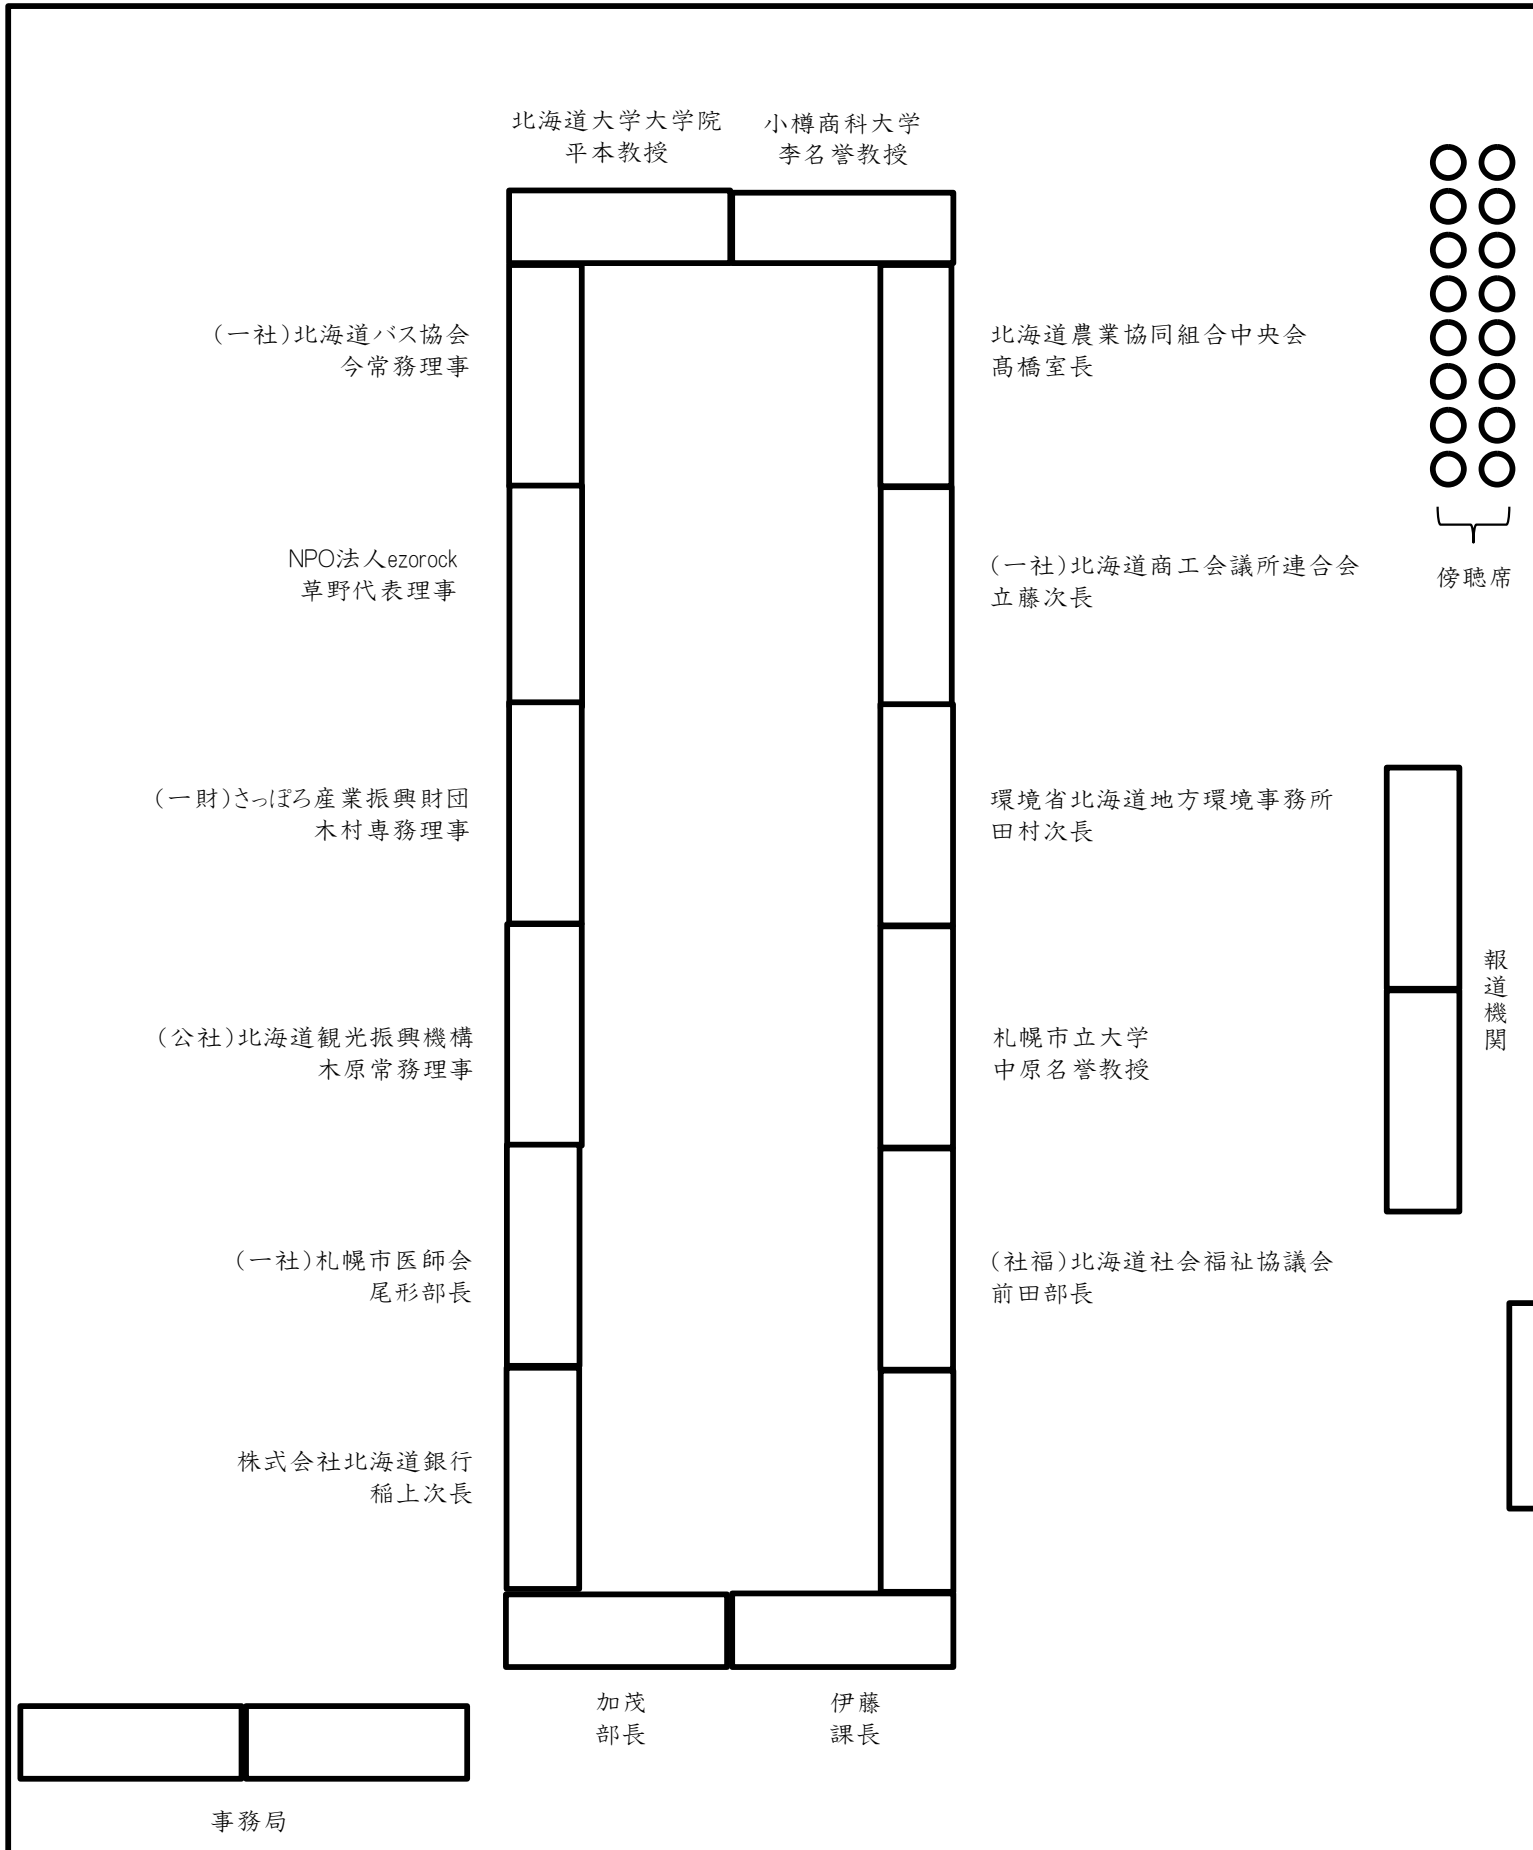 北海道大学大学院
平本教授
小樽商科大学
李名誉教授
(一社)北海道バス協会
今常務理事
北海道農業協同組合中央会
髙橋室長
NPO法人ezorock
草野代表理事
(一社)北海道商工会議所連合会
立藤次長
傍聴席
(一財)さっぽろ産業振興財団
木村専務理事
環境省北海道地方環境事務所
田村次長
報道機関
(公社)北海道観光振興機構
木原常務理事
札幌市立大学
中原名誉教授
(一社)札幌市医師会
尾形部長
(社福)北海道社会福祉協議会
前田部長
株式会社北海道銀行
稲上次長
加茂
部長
伊藤
課長
事務局